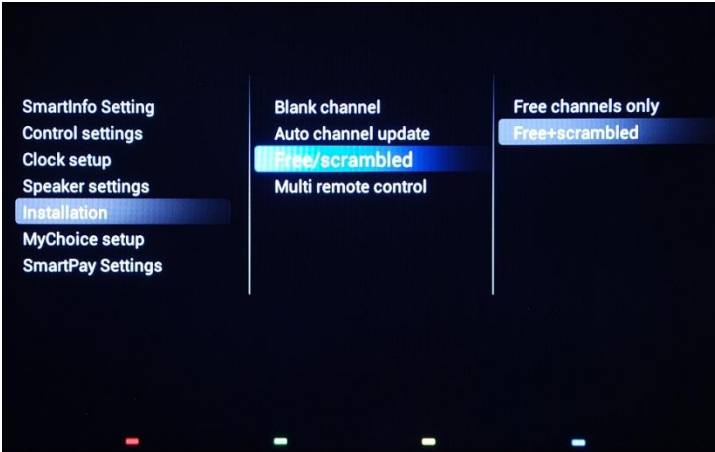 SmartInfo Setting
Control settings
Clock setup
Speaker settings
Installation
MyChoice setup
SmartPay Settings
Blank channel
Auto channel update
Free/scrambled
Multi remote control
Free channels only
Free+scrambled